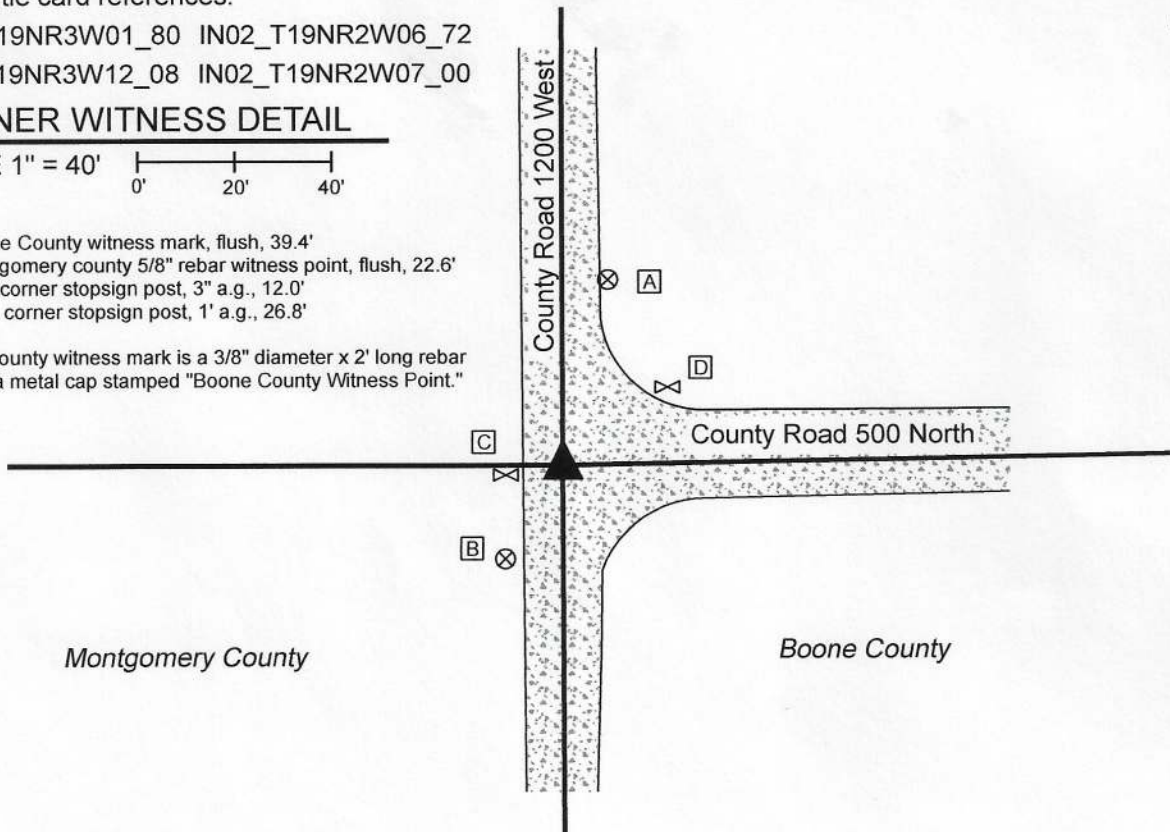 tle card references:
19NR3W01_80 IN02_T19NR2W06_72
19NR3W12_08 IN02_T19NR2W07_00
NER WITNESS DETAIL
E 1" = 40'
0' 20' 40'
e County witness mark, flush, 39.4'
gomery county 5/8" rebar witness point, flush, 22.6'
corner stopsign post, 3" a.g., 12.0'
corner stopsign post, 1' a.g., 26.8'
ounty witness mark is a 3/8" diameter x 2' long rebar
a metal cap stamped "Boone County Witness Point."
County Road 1200 West
A
D
County Road 500 North
C
B
Montgomery County
Boone County